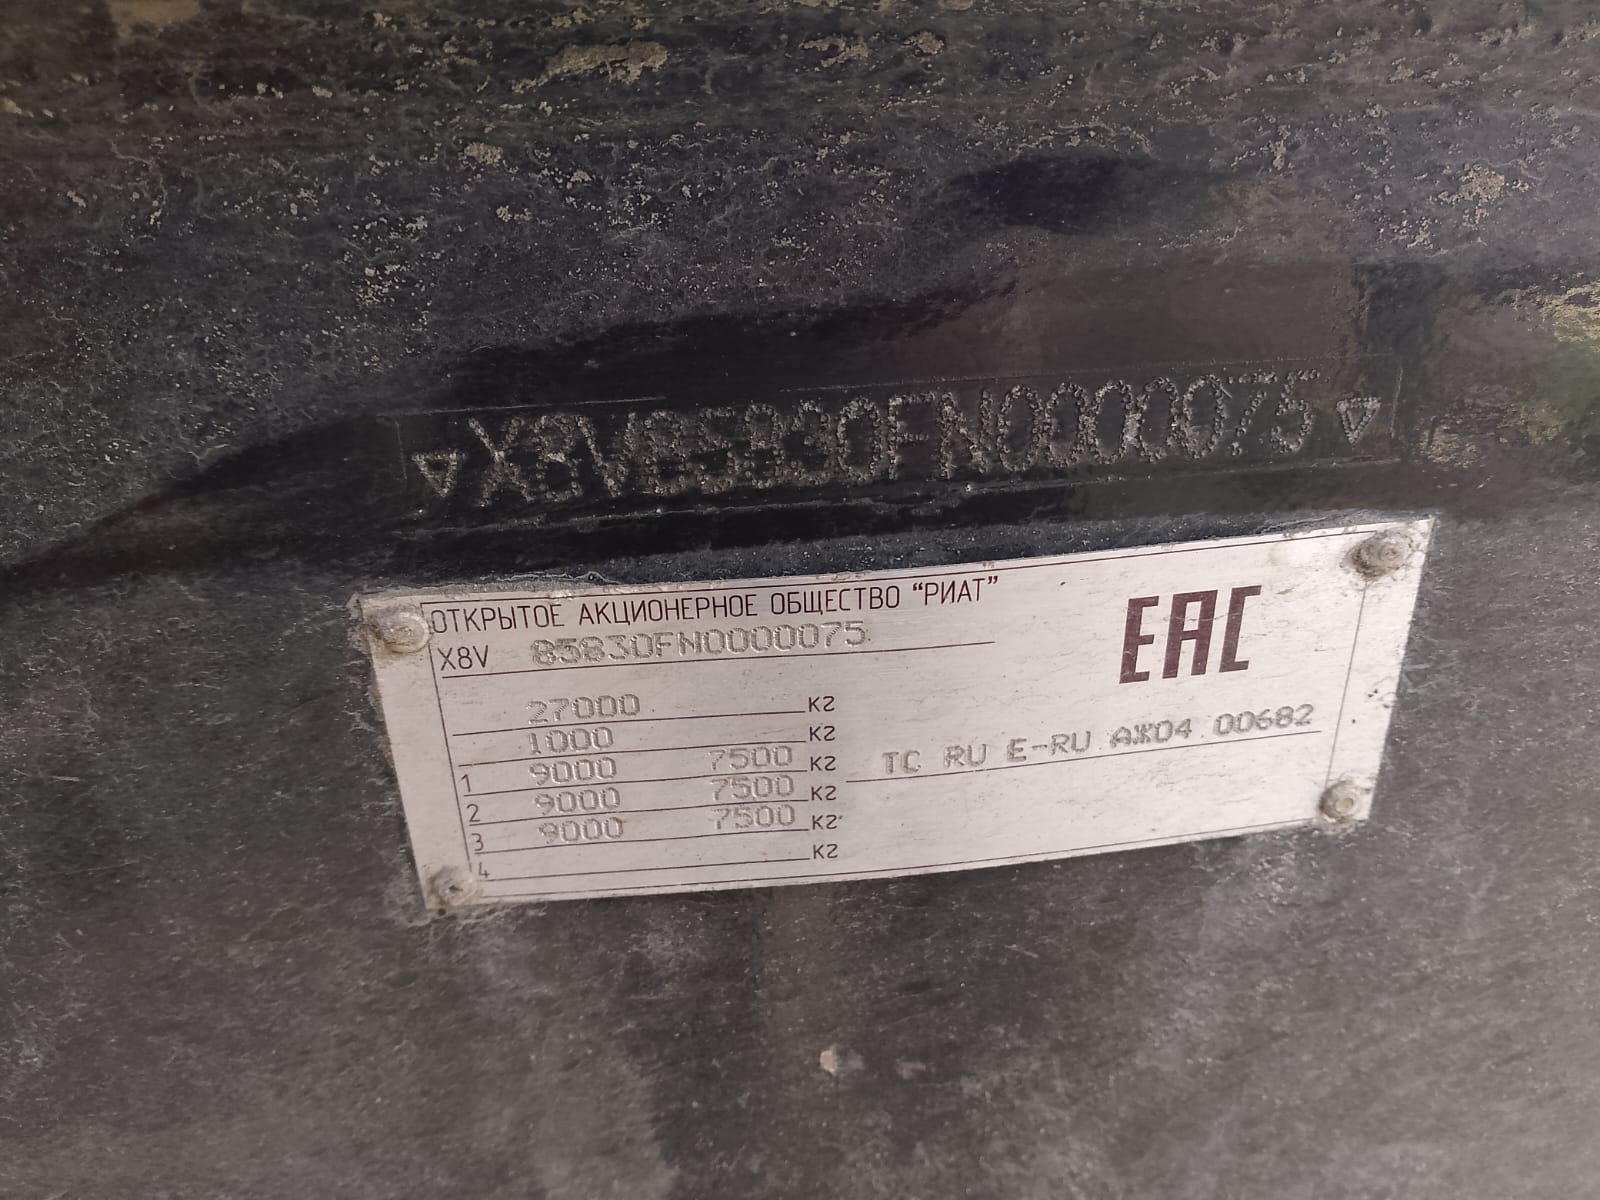 ▽X8V85830FN0000075▽
ОТКРЫТОЕ АКЦИОНЕРНОЕ ОБЩЕСТВО “РИАТ”
X8V 85830FN0000075
EAC
27000 кг
1000 кг
1 9000 7500 кг
2 9000 7500 кг
3 9000 7500 кг
4 кг
ТС RU Е-RU.АЖ04 00682